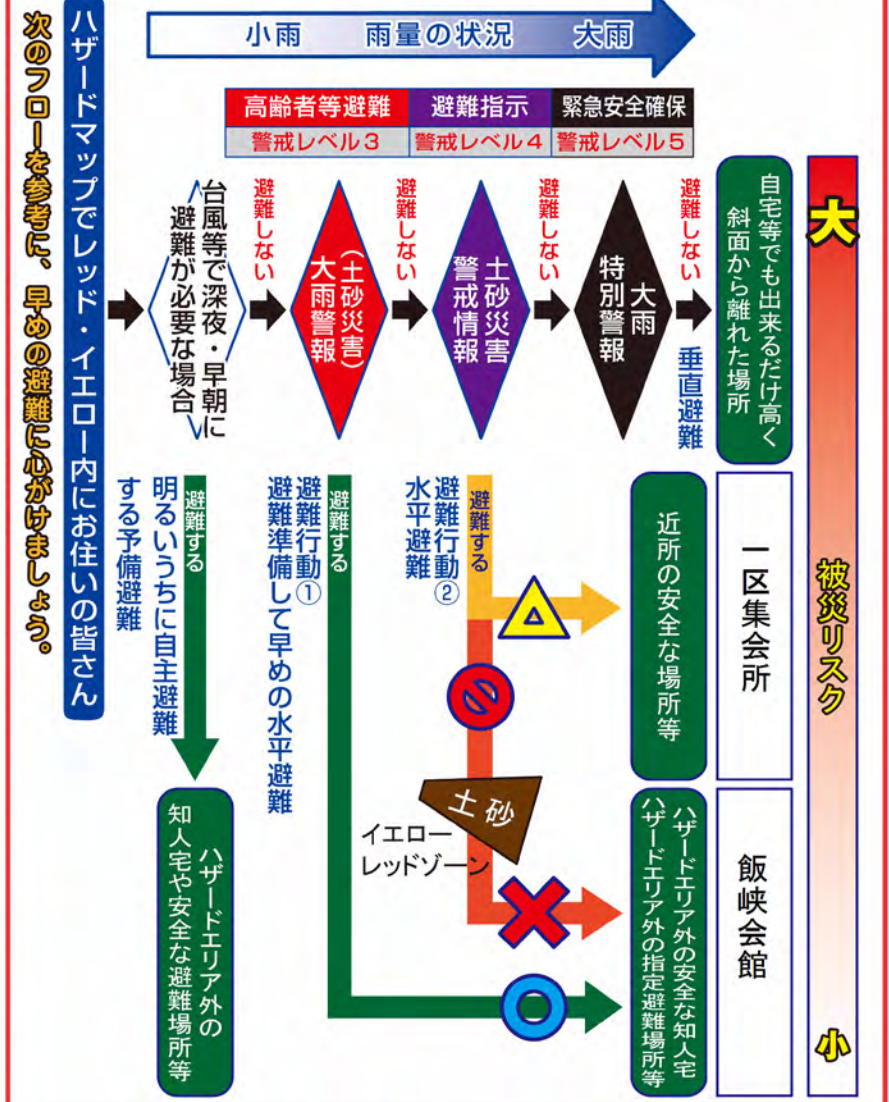 ハザードマップでレッド・イエロー内にお住いの皆さん
次のフローを参考に、早めの避難に心がけましょう。
小雨 雨量の状況 大雨
高齢者等避難 避難指示 緊急安全確保
警戒レベル3 警戒レベル4 警戒レベル5
台風等で深夜・早朝に
避難が必要な場合
避難しない
大雨警報
(土砂災害)
避難しない
土砂災害
警戒情報
避難しない
大雨
特別警報
避難しない
垂直避難
自宅等でも出来るだけ高く
斜面から離れた場所
避難する
明るいうちに自主避難
する予備避難
ハザードエリア外の
知人宅や安全な避難場所等
避難する
避難行動①
避難準備して早めの水平避難
避難する
避難行動②
水平避難
近所の安全な場所等
一区集会所
土砂
イエロー
レッドゾーン
ハザードエリア外の安全な知人宅
ハザードエリア外の指定避難場所等
飯峡会館
大
被災リスク
小